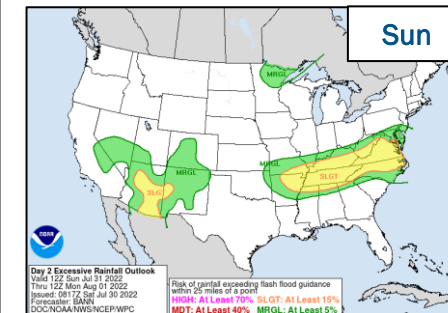 Sun
MRGL
MRGL
MRGL
SLGT
SLG
NOAA
Day 2 Excessive Rainfall Outlook
Valid 12Z Sun Jul 31 2022
Thru 12Z Mon Aug 01 2022
Issued: 0817Z Sat Jul 30 2022
Forecaster: BANN
DOC/NOAA/NWS/NCEP/WPC
Risk of rainfall exceeding flash flood guidance
within 25 miles of a point
HIGH: At Least 70% SLGT: At Least 15%
MDT: At Least 40% MRGL: At Least 5%